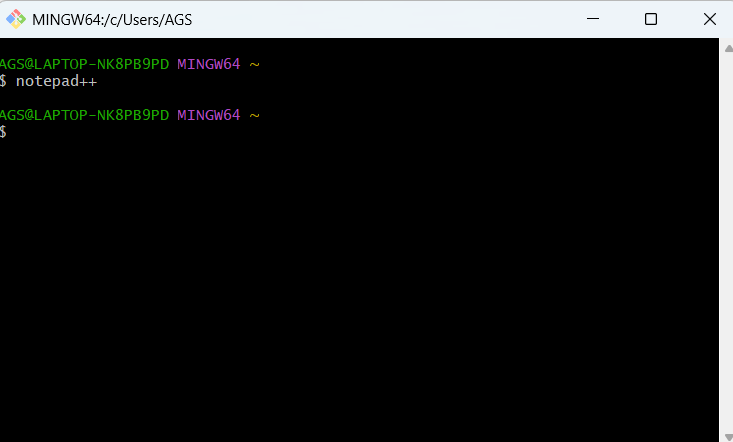 MINGW64:/c/Users/AGS
AGS@LAPTOP-NK8PB9PD MINGW64 ~
$ notepad++
AGS@LAPTOP-NK8PB9PD MINGW64 ~
$